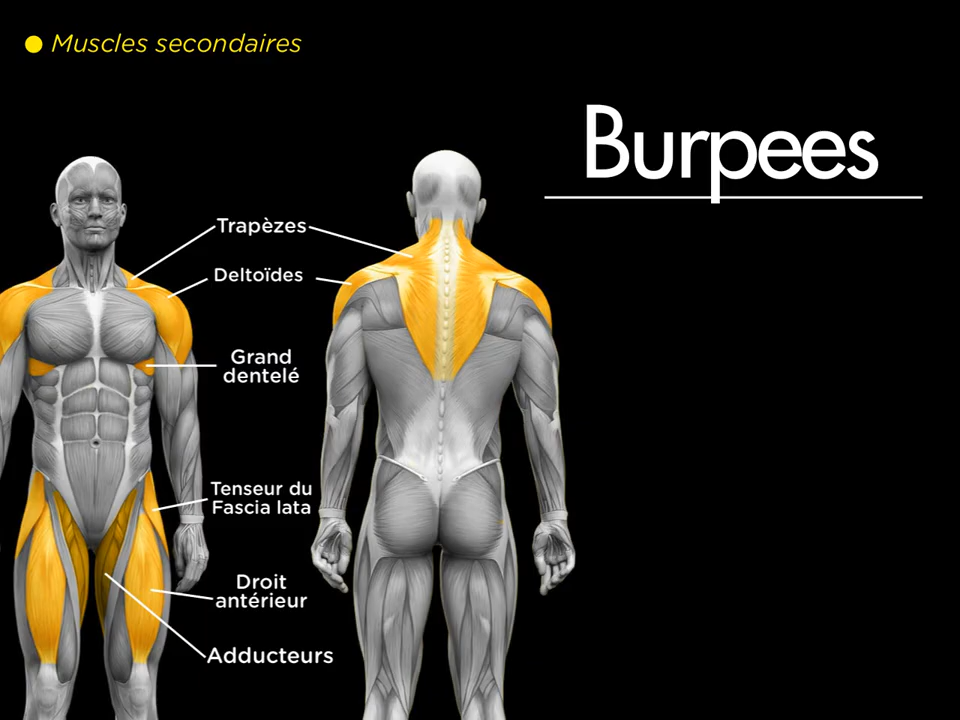 Muscles secondaires
Burpees
Trapèzes
Deltoïdes
Grand
dentelé
Tenseur du
Fascia lata
Droit
antérieur
Adducteurs